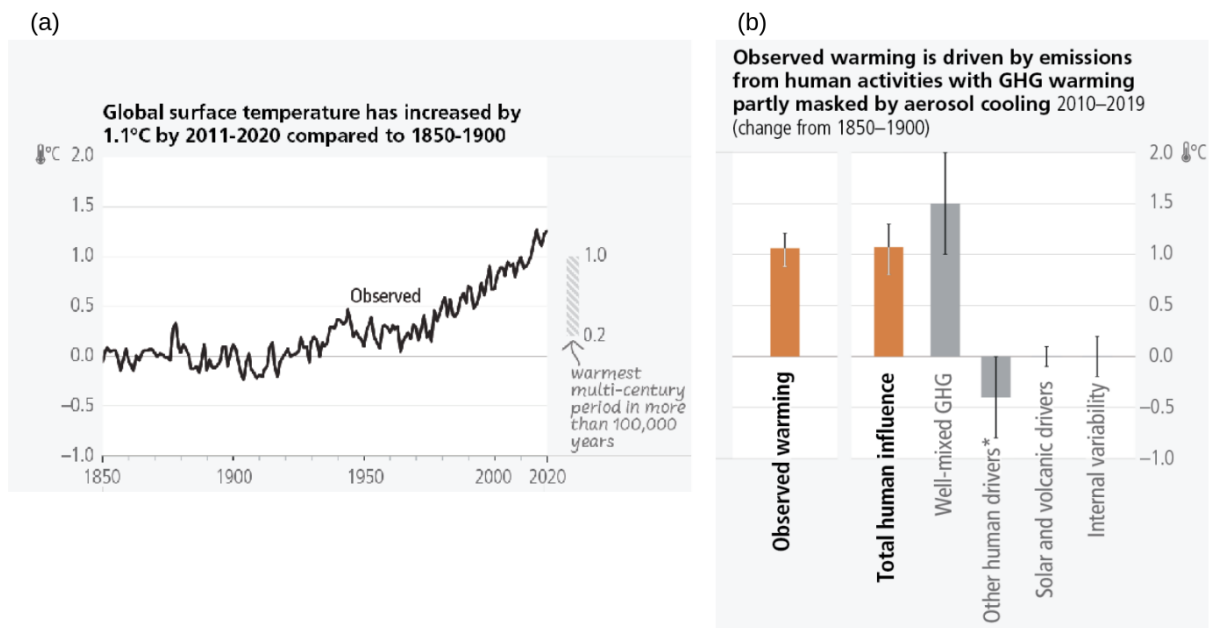 (a)
Global surface temperature has increased by
1.1°C by 2011-2020 compared to 1850-1900
°C 2.0
1.5
1.0
0.5
0.0
−0.5
−1.0
1850 1900 1950 2000 2020
Observed
1.0
0.2
warmest
multi-century
period in more
than 100,000
years
(b)
Observed warming is driven by emissions
from human activities with GHG warming
partly masked by aerosol cooling 2010–2019
(change from 1850–1900)
2.0 °C
1.5
1.0
0.5
0.0
−0.5
−1.0
Observed warming
Total human influence
Well-mixed GHG
Other human drivers*
Solar and volcanic drivers
Internal variability